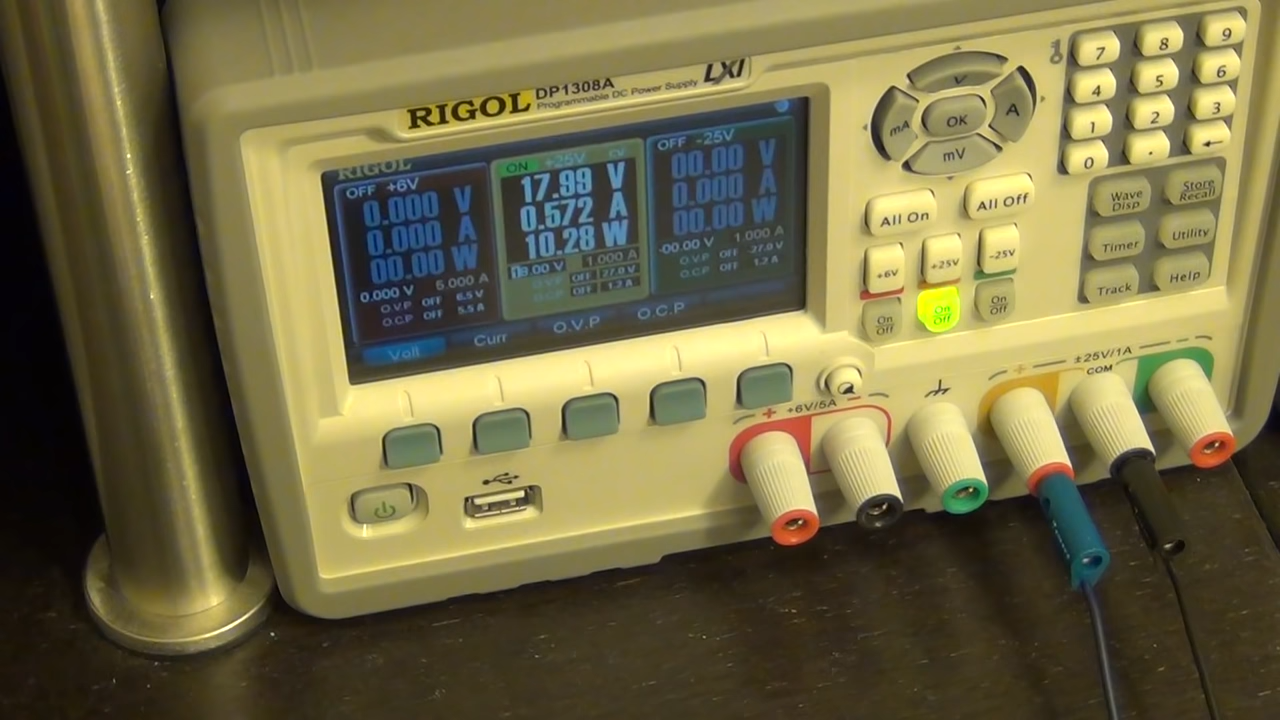 RIGOL DP1308A LXI
Programmable DC Power Supply
RIGOL
OFF +6V
0.000 V
0.000 A
00.00 W
0.000 V 5.000 A
O.V.P OFF 6.5 V
O.C.P OFF 5.5 A
ON +25V CV
17.99 V
0.572 A
10.28 W
18.00 V 1.000 A
O.V.P OFF 27.0 V
O.C.P OFF 1.2 A
OFF -25V
00.00 V
0.000 A
00.00 W
-00.00 V 1.000 A
O.V.P OFF -27.0 V
O.C.P OFF 1.2 A
Volt Curr O.V.P O.C.P
V
mA OK A
mV
7 8 9
4 5 6
1 2 3
0 . ←
All On All Off
+6V +25V -25V
On Off On Off On Off
Wave Disp Store Recall
Timer Utility
Track Help
+ +6V/5A -
+ ±25V/1A -
COM